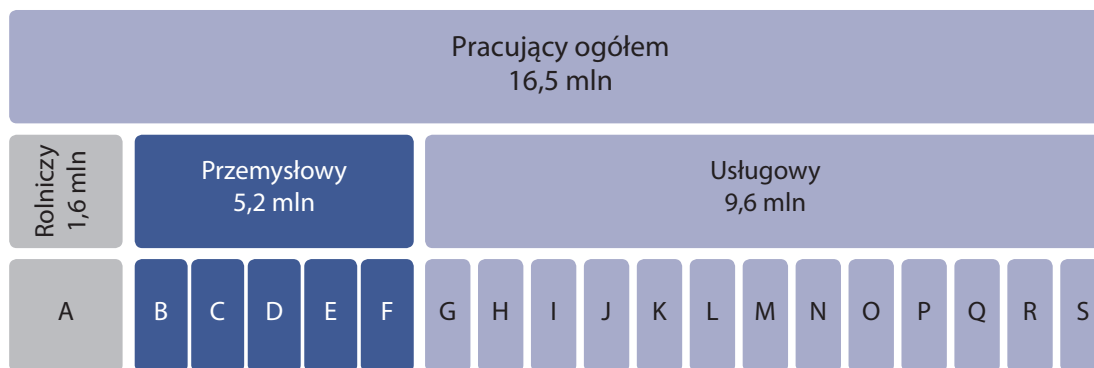 Pracujący ogółem
16,5 mln
Rolniczy
1,6 mln
Przemysłowy
5,2 mln
Usługowy
9,6 mln
A B C D E F G H I J K L M N O P Q R S